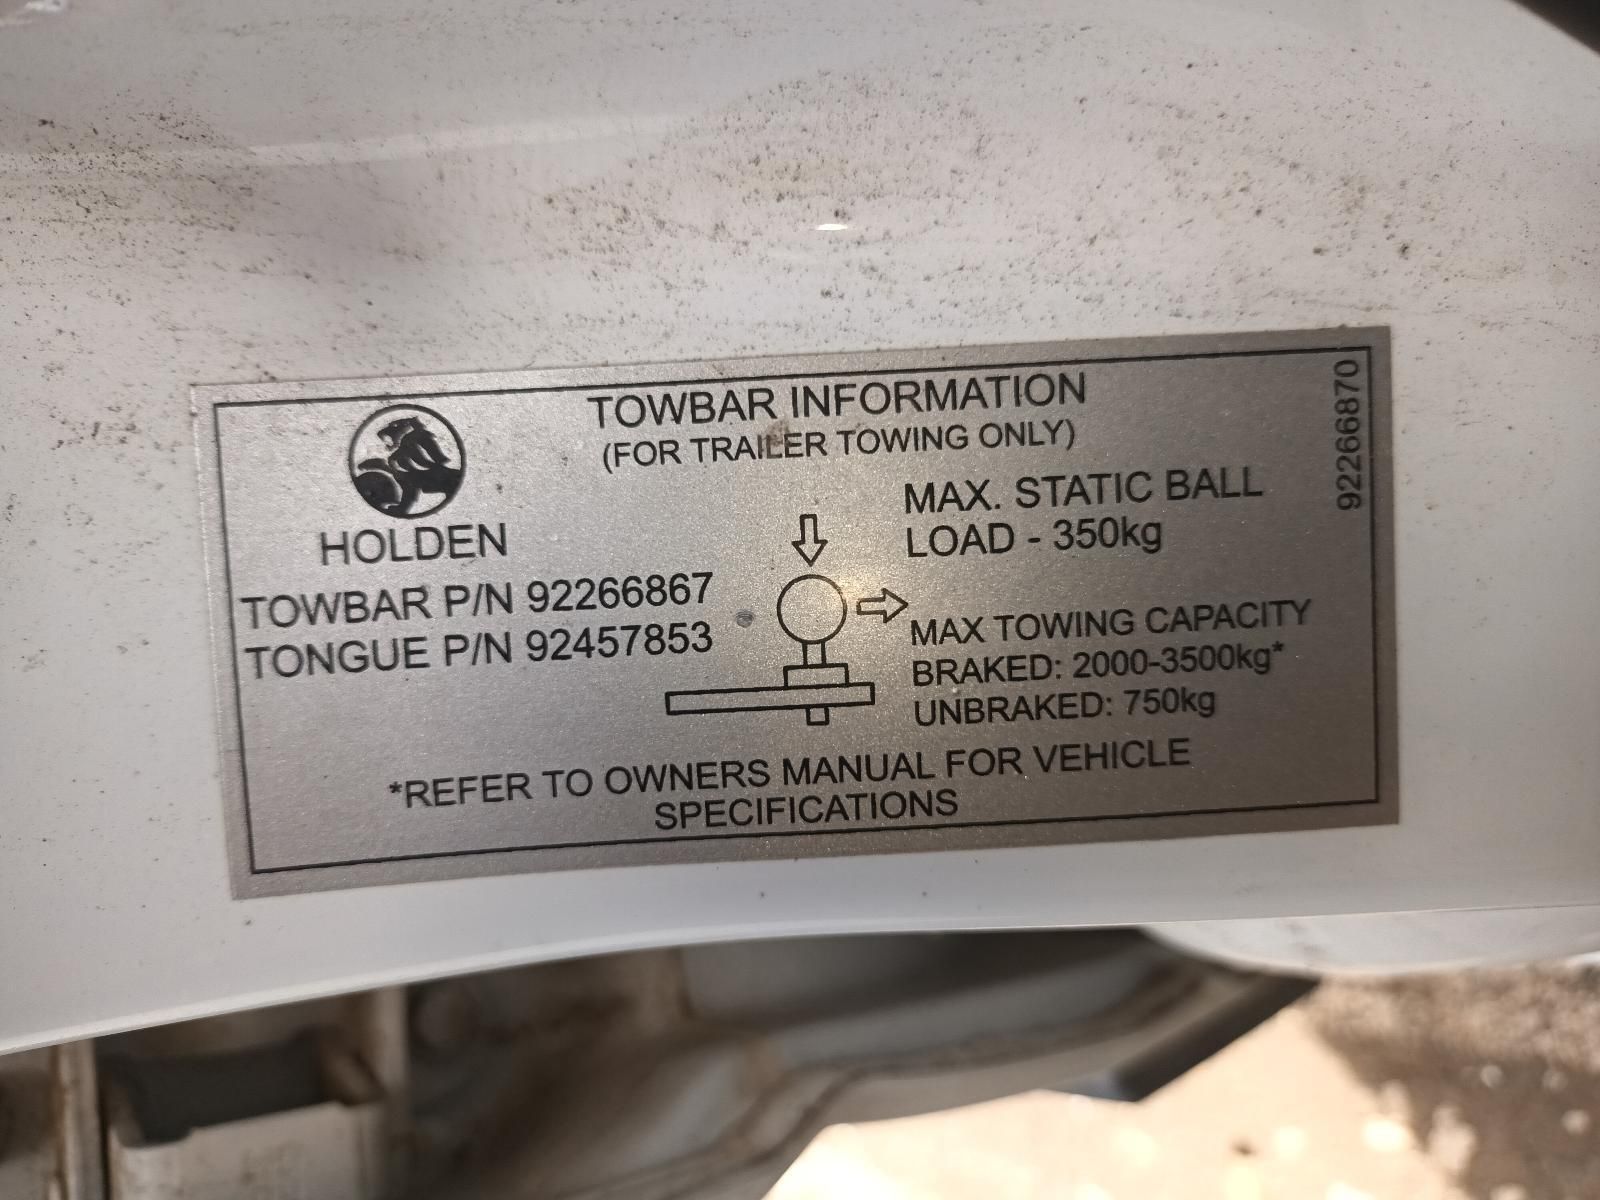 TOWBAR INFORMATION
(FOR TRAILER TOWING ONLY)
92266870
HOLDEN
TOWBAR P/N 92266867
TONGUE P/N 92457853
MAX. STATIC BALL
LOAD - 350kg
MAX TOWING CAPACITY
BRAKED: 2000-3500kg*
UNBRAKED: 750kg
*REFER TO OWNERS MANUAL FOR VEHICLE
SPECIFICATIONS